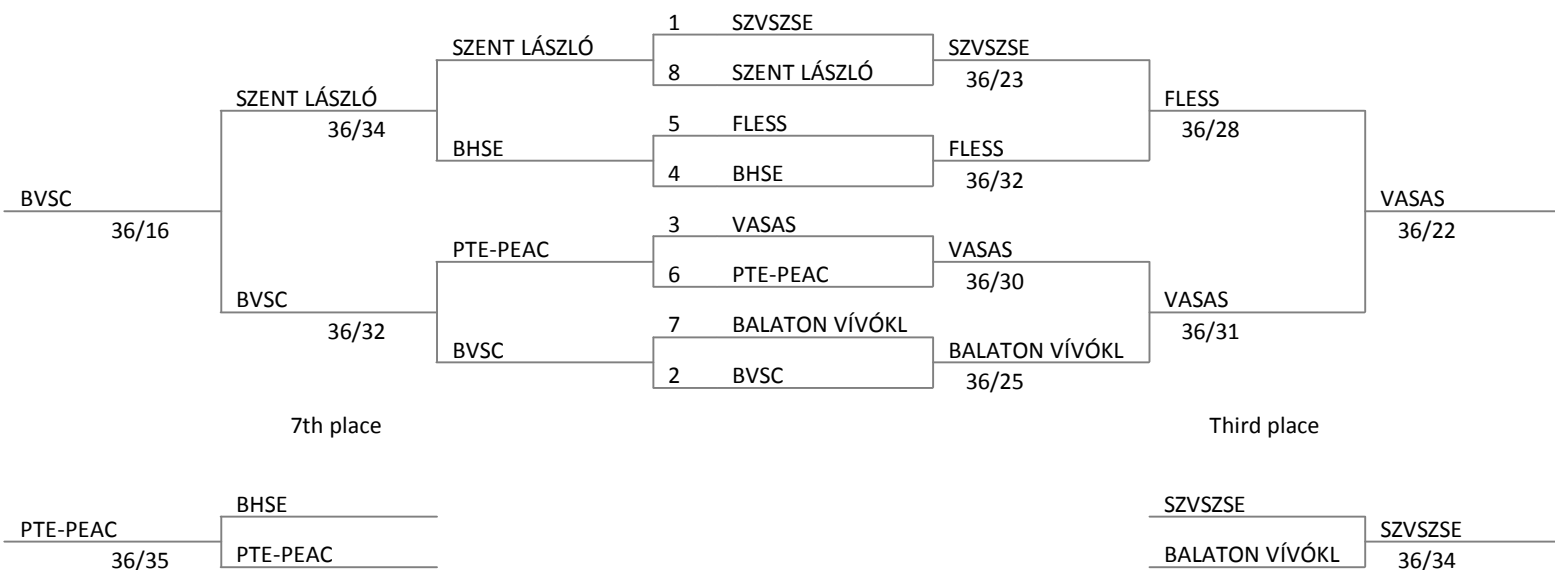 1 SZVSZSE
SZENT LÁSZLÓ SZVSZSE
8 SZENT LÁSZLÓ 36/23
SZENT LÁSZLÓ FLESS
36/34 5 FLESS 36/28
BHSE FLESS
4 BHSE 36/32
BVSC VASAS
36/16 3 VASAS 36/22
PTE-PEAC VASAS
6 PTE-PEAC 36/30
BVSC VASAS
36/32 7 BALATON VÍVÓKL 36/31
BVSC BALATON VÍVÓKL
2 BVSC 36/25
7th place Third place
BHSE SZVSZSE
PTE-PEAC SZVSZSE
36/35 PTE-PEAC BALATON VÍVÓKL 36/34